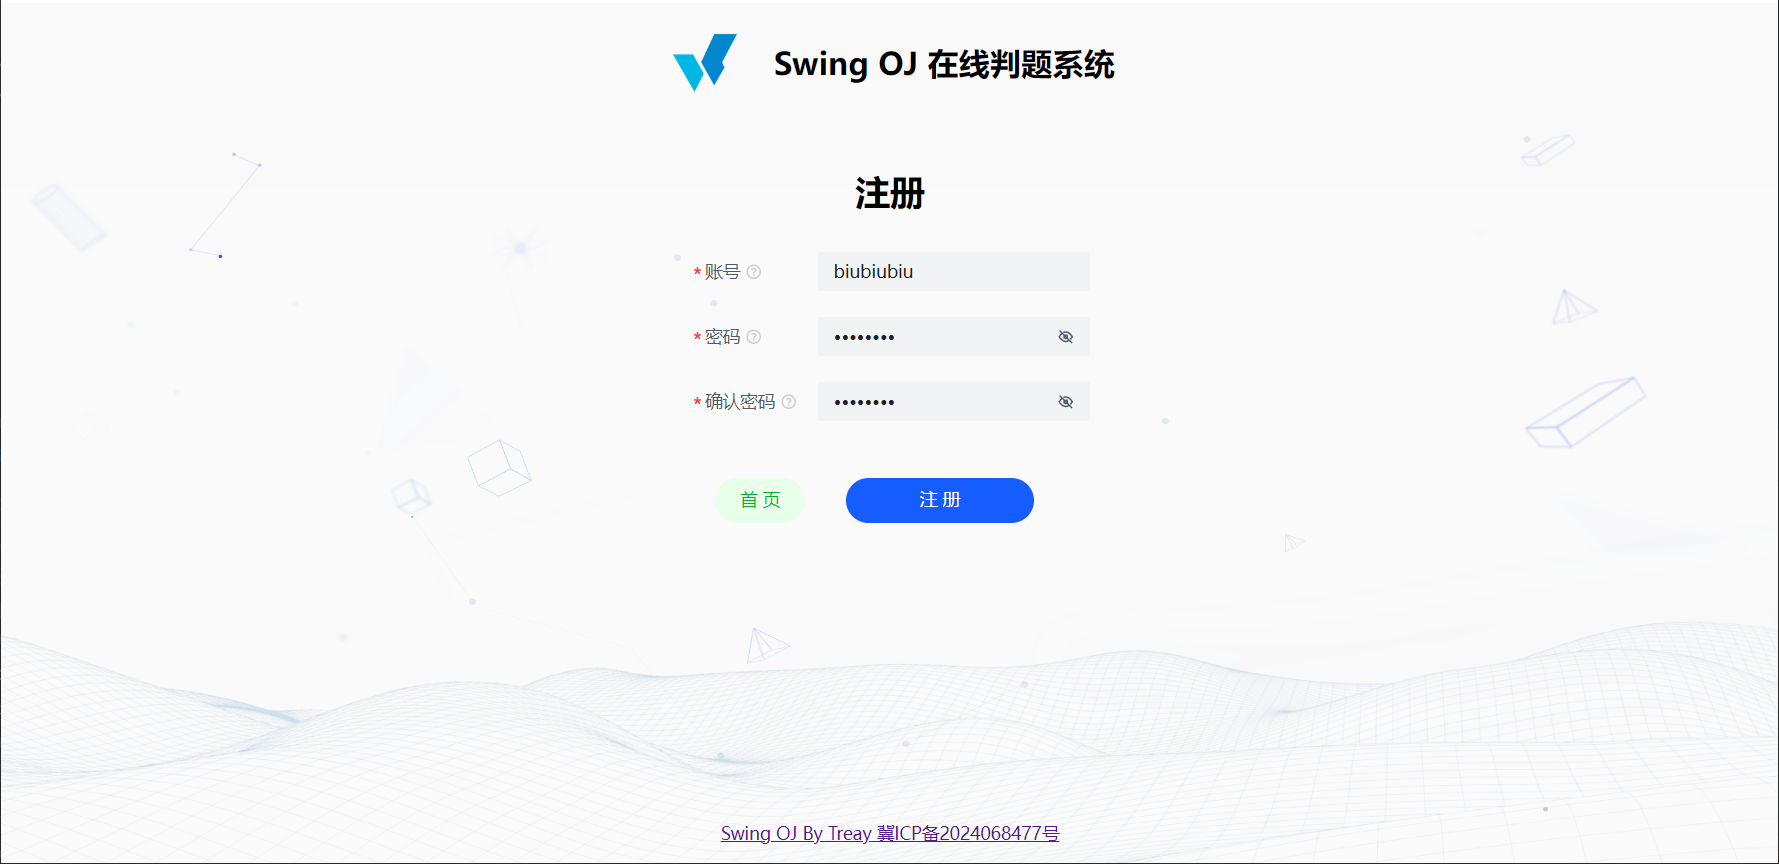 Swing OJ 在线判题系统
注册
* 账号 biubiubiu
* 密码 ••••••••
* 确认密码 ••••••••
首 页 注 册
Swing OJ By Treay 冀ICP备2024068477号